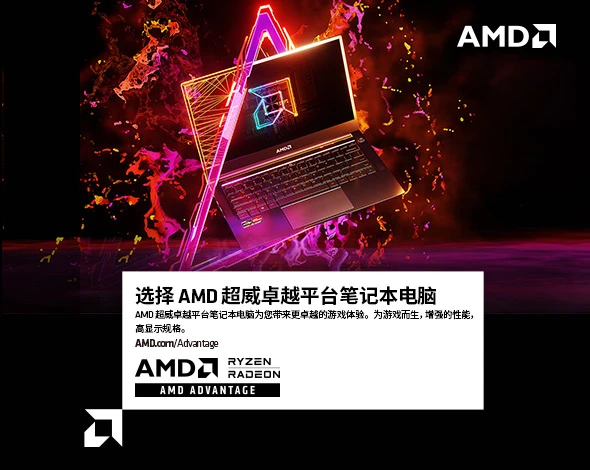 AMD
AMD
选择 AMD 超威卓越平台笔记本电脑
AMD 超威卓越平台笔记本电脑为您带来更卓越的游戏体验。为游戏而生，增强的性能，
高显示规格。
AMD.com/Advantage
AMD RYZEN
RADEON
AMD ADVANTAGE